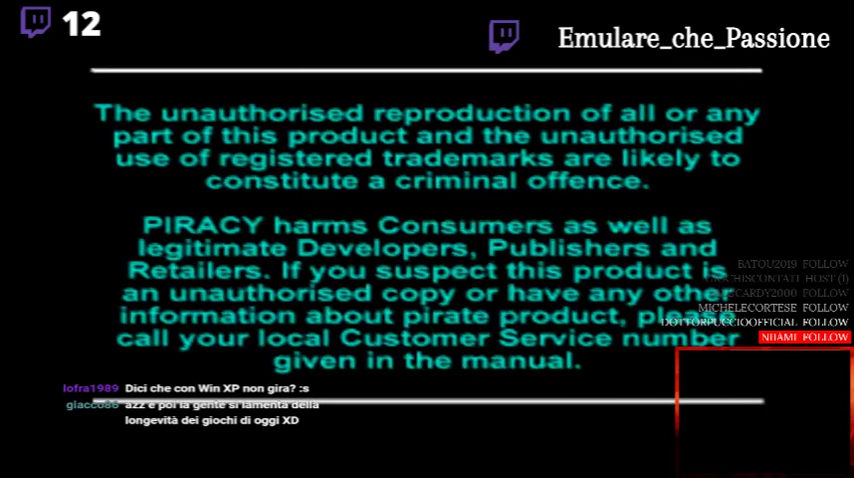 12
Emulare_che_Passione
The unauthorised reproduction of all or any
part of this product and the unauthorised
use of registered trademarks are likely to
constitute a criminal offence.
PIRACY harms Consumers as well as
legitimate Developers, Publishers and
Retailers. If you suspect this product is
an unauthorised copy or have any other
information about pirate product, please
call your local Customer Service number
given in the manual.
BATOU2019 FOLLOW
HOST (1)
FOLLOW
MICHELECORTESE FOLLOW
DOTTORPUCCIOOFFICIAL FOLLOW
NIIAMI FOLLOW
lofra1989 Dici che con Win XP non gira? :s
giacco86 azz e poi la gente si lamenta della
longevità dei giochi di oggi XD